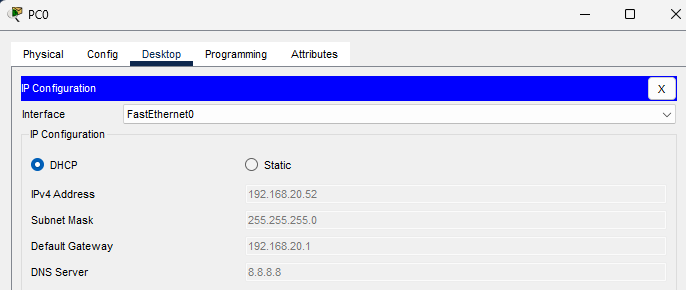 PC0
Physical Config Desktop Programming Attributes
IP Configuration X
Interface FastEthernet0
IP Configuration
DHCP Static
IPv4 Address 192.168.20.52
Subnet Mask 255.255.255.0
Default Gateway 192.168.20.1
DNS Server 8.8.8.8